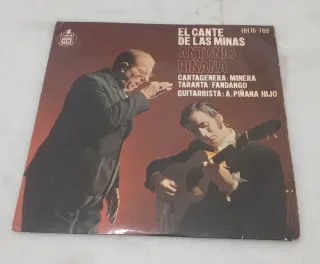 EL CANTE
DE LAS MINAS
HH16-769
ANTONIO
PIÑANA
CARTAGENERA MINERA
TARANTA FANDANGO
GUITARRISTA: A. PIÑANA HIJO